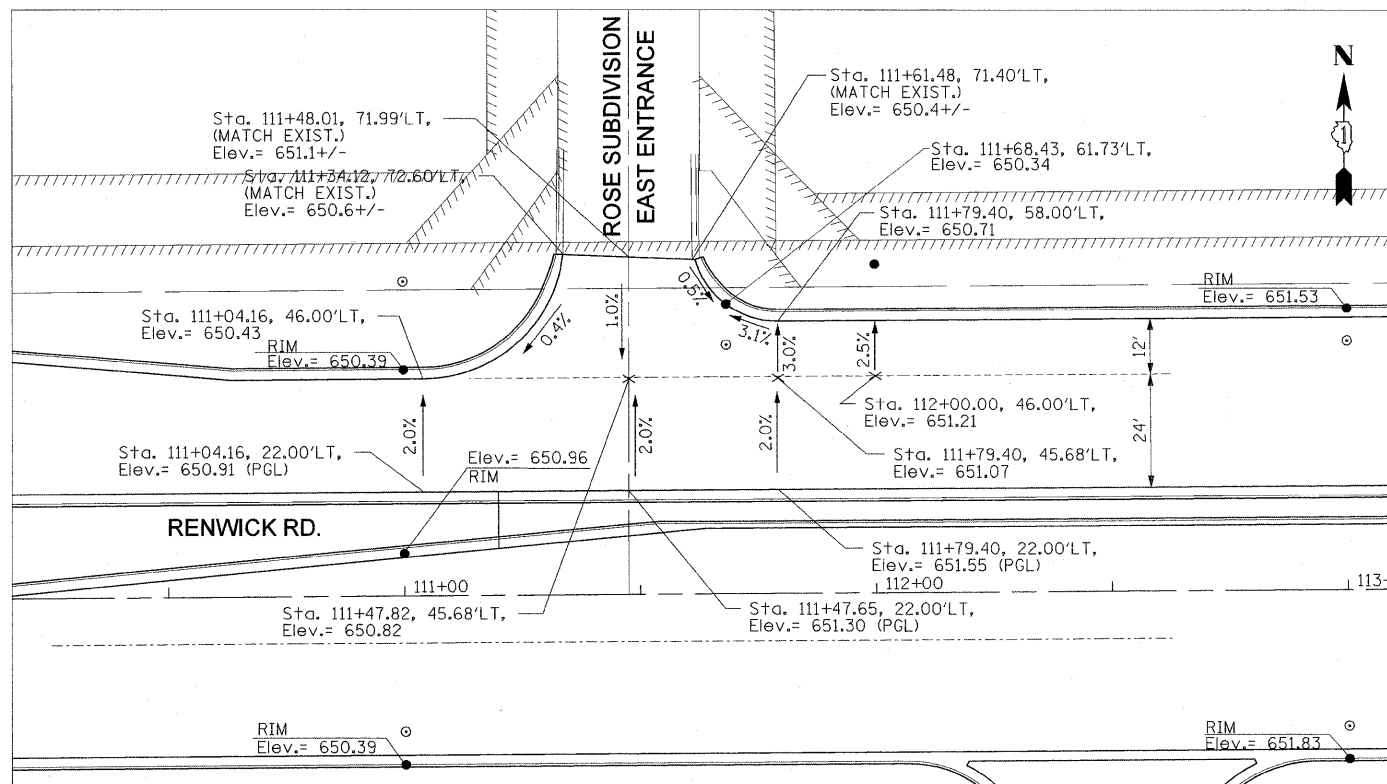 ROSE SUBDIVISION
EAST ENTRANCE
N
1
Sta. 111+48.01, 71.99'LT,
(MATCH EXIST.)
Elev.= 651.1+/-
Sta. 111+34.12, 72.60'LT,
(MATCH EXIST.)
Elev.= 650.6+/-
Sta. 111+61.48, 71.40'LT,
(MATCH EXIST.)
Elev.= 650.4+/-
Sta. 111+68.43, 61.73'LT,
Elev.= 650.34
Sta. 111+79.40, 58.00'LT,
Elev.= 650.71
RIM
Elev.= 651.53
Sta. 111+04.16, 46.00'LT,
Elev.= 650.43
RIM
Elev.= 650.39
0.4%
1.0%
0.5%
3.1%
3.0%
2.5%
12'
24'
Sta. 112+00.00, 46.00'LT,
Elev.= 651.21
Sta. 111+79.40, 45.68'LT,
Elev.= 651.07
2.0%
2.0%
2.0%
Sta. 111+04.16, 22.00'LT,
Elev.= 650.91 (PGL)
Elev.= 650.96
RIM
RENWICK RD.
Sta. 111+79.40, 22.00'LT,
Elev.= 651.55 (PGL)
111+00
112+00
113-
Sta. 111+47.82, 45.68'LT,
Elev.= 650.82
Sta. 111+47.65, 22.00'LT,
Elev.= 651.30 (PGL)
RIM
Elev.= 650.39
RIM
Elev.= 651.83